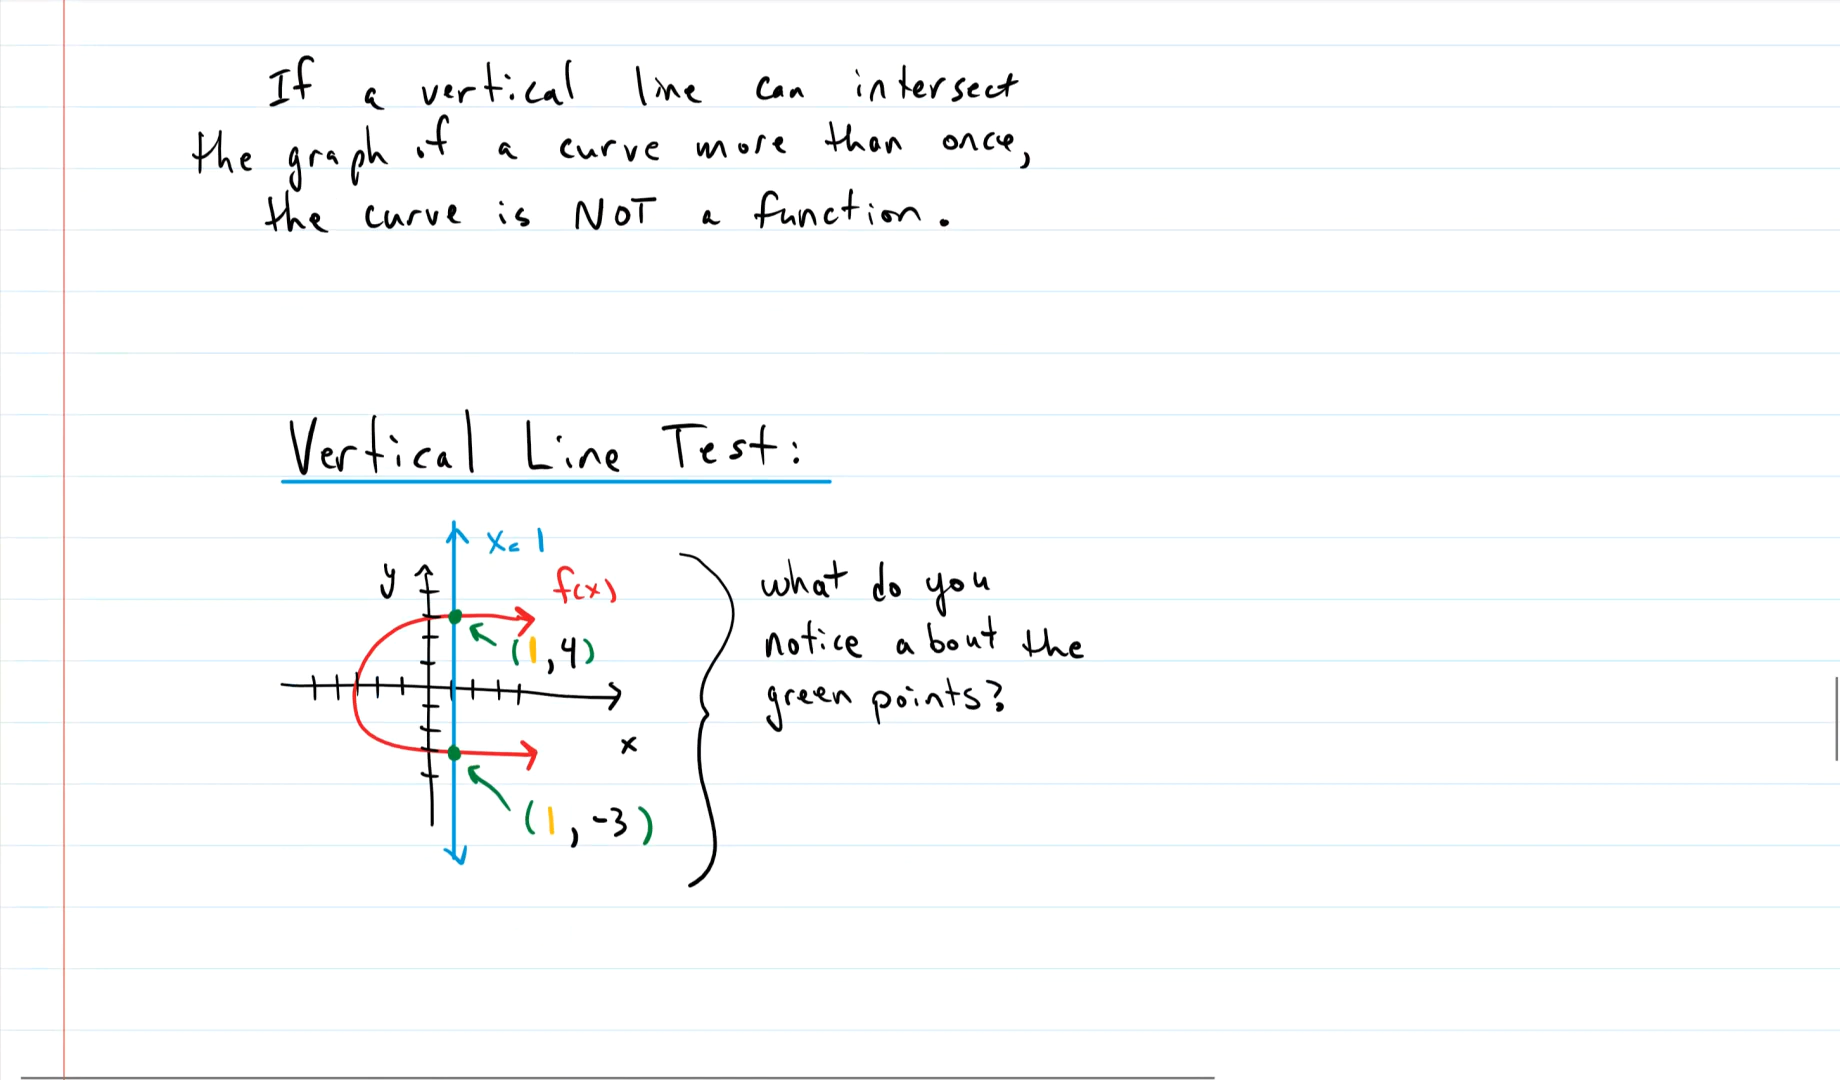 If a vertical line can intersect
the graph of a curve more than once,
the curve is NOT a function.
Vertical Line Test:
x=1
y
f(x)
(1,4)
x
(1,-3)
what do you
notice about the
green points?